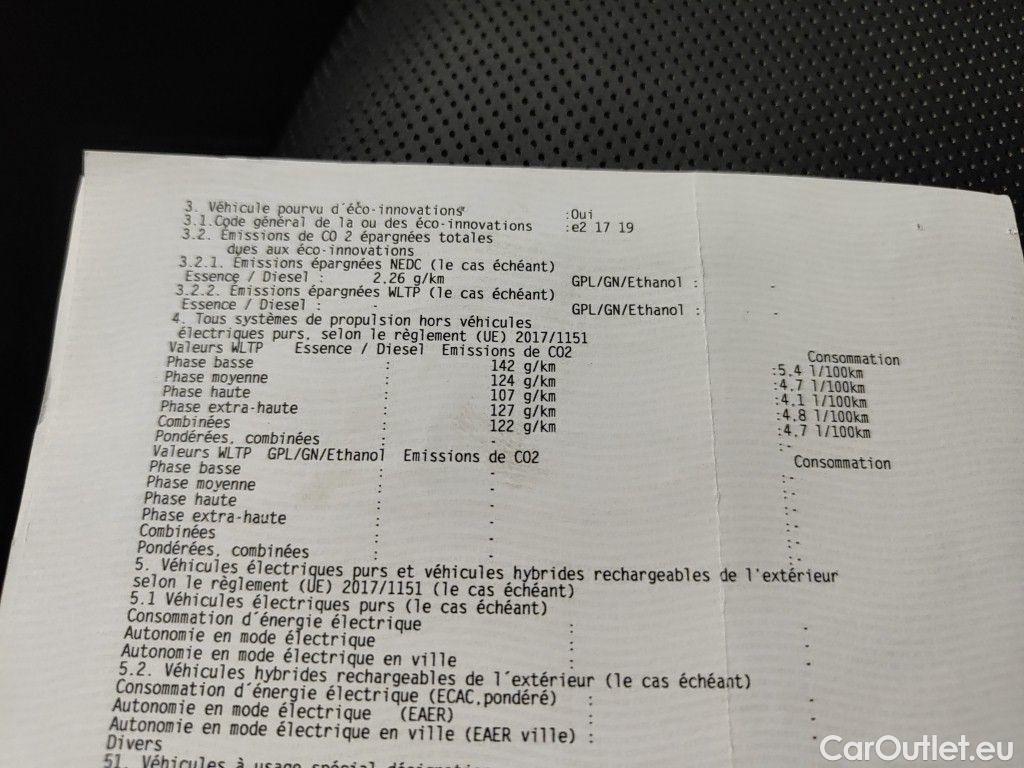 3. Véhicule pourvu d'éco-innovations :Oui
3.1.Code général de la ou des éco-innovations :e2 17 19
3.2. Émissions de CO 2 épargnées totales
dues aux éco-innovations
3.2.1. Émissions épargnées NEDC (le cas échéant)
Essence / Diesel : 2,26 g/km GPL/GN/Ethanol : -
3.2.2. Émissions épargnées WLTP (le cas échéant)
Essence / Diesel : - GPL/GN/Ethanol : -
4. Tous systèmes de propulsion hors véhicules
électriques purs, selon le règlement (UE) 2017/1151
Valeurs WLTP Essence / Diesel Emissions de CO2 Consommation
Phase basse : 142 g/km :5,4 l/100km
Phase moyenne : 124 g/km :4,7 l/100km
Phase haute : 107 g/km :4,1 l/100km
Phase extra-haute : 127 g/km :4,8 l/100km
Combinées : 122 g/km :4,7 l/100km
Pondérées, combinées : - :-
Valeurs WLTP GPL/GN/Ethanol Emissions de CO2 Consommation
Phase basse : - :-
Phase moyenne : - :-
Phase haute : - :-
Phase extra-haute : - :-
Combinées : - :-
Pondérées, combinées : - :-
5. Véhicules électriques purs et véhicules hybrides rechargeables de l'extérieur
selon le règlement (UE) 2017/1151 (le cas échéant)
5.1 Véhicules électriques purs (le cas échéant)
Consommation d'énergie électrique : -
Autonomie en mode électrique : -
Autonomie en mode électrique en ville : -
5.2. Véhicules hybrides rechargeables de l'extérieur (le cas échéant)
Consommation d'énergie électrique (ECAC,pondéré) : -
Autonomie en mode électrique (EAER) : -
Autonomie en mode électrique en ville (EAER ville) : -
Divers
51. Véhicules à usage spécial
CarOutlet.eu